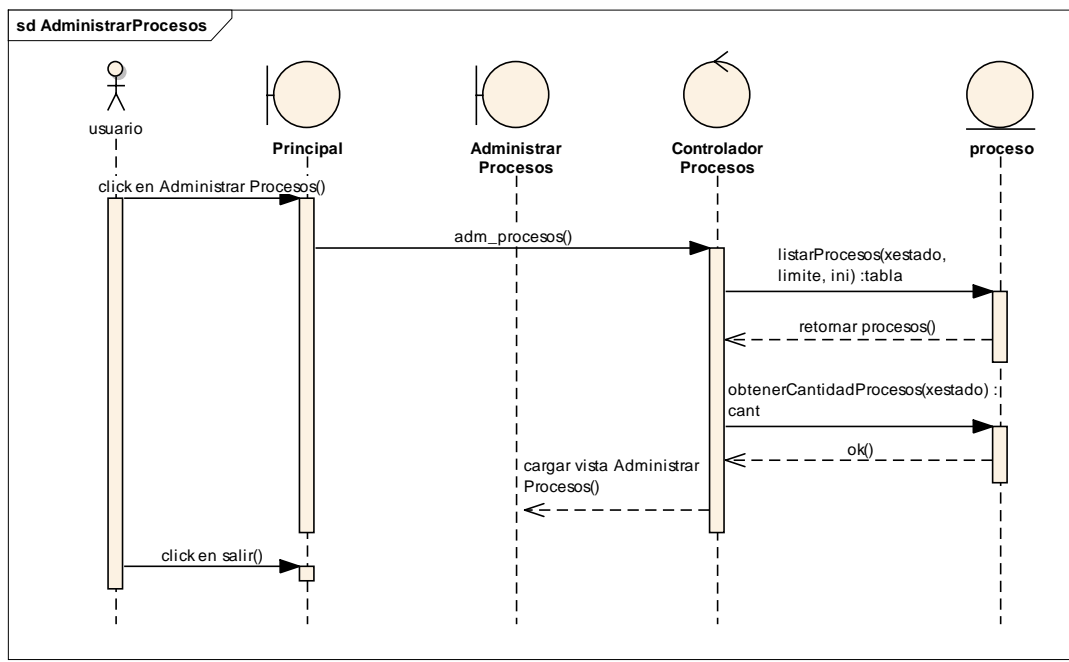 sd AdministrarProcesos
usuario
Principal
Administrar
Procesos
Controlador
Procesos
proceso
click en Administrar Procesos()
adm_procesos()
listarProcesos(xestado,
limite, ini) :tabla
retornar procesos()
obtenerCantidadProcesos(xestado) :
cant
ok()
cargar vista Administrar
Procesos()
click en salir()